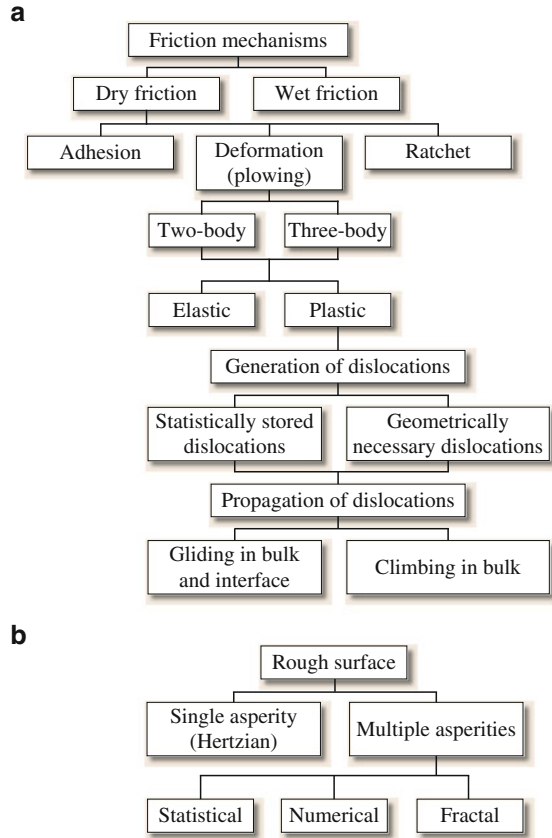 a
Friction mechanisms
Dry friction
Wet friction
Adhesion
Deformation
(plowing)
Ratchet
Two-body
Three-body
Elastic
Plastic
Generation of dislocations
Statistically stored
dislocations
Geometrically
necessary dislocations
Propagation of dislocations
Gliding in bulk
and interface
Climbing in bulk
b
Rough surface
Single asperity
(Hertzian)
Multiple asperities
Statistical
Numerical
Fractal